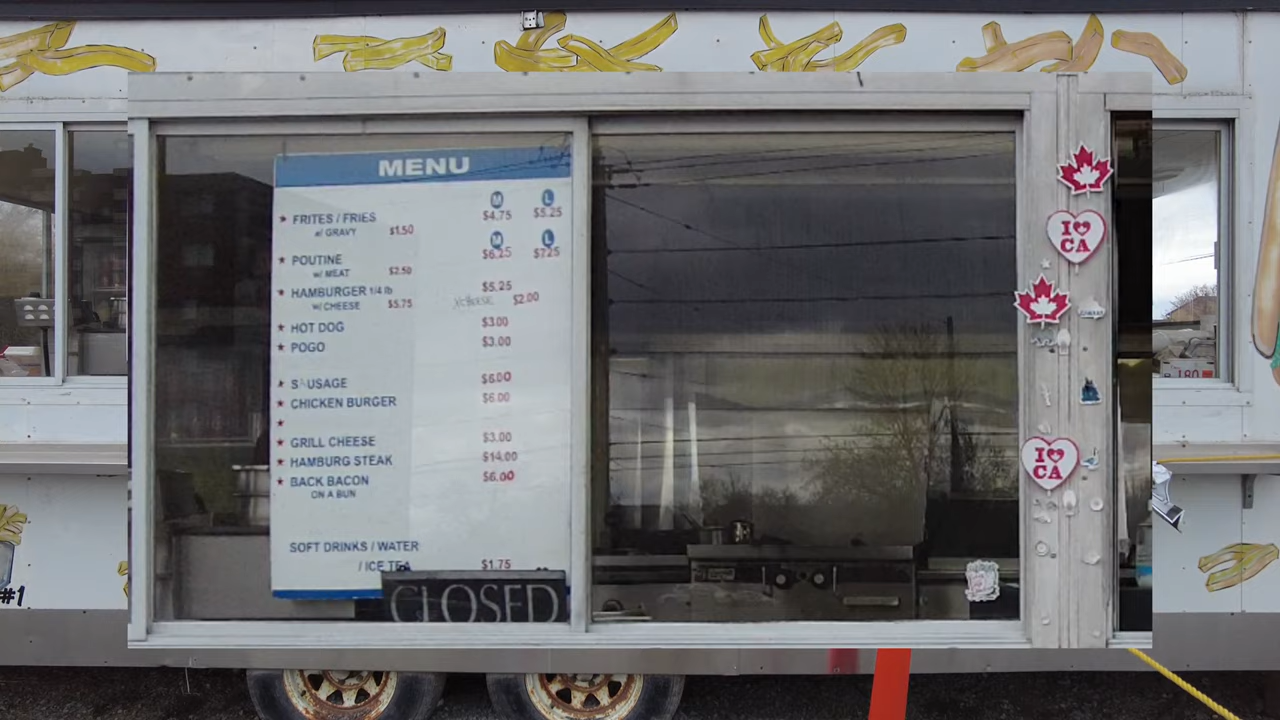 MENU
M L
★ FRITES / FRIES $4.75 $5.25
w/ GRAVY $1.50
M L
★ POUTINE $6.25 $7.25
w/ MEAT $2.50
★ HAMBURGER 1/4 lb $5.25
w/ CHEESE $5.75 $2.00
★ HOT DOG $3.00
★ POGO $3.00
★ SAUSAGE $6.00
★ CHICKEN BURGER $6.00
★
★ GRILL CHEESE $3.00
★ HAMBURG STEAK $14.00
★ BACK BACON $6.00
ON A BUN
SOFT DRINKS / WATER
/ ICE TEA $1.75
CLOSED
I ♥
CA
I ♥
CA
#1
180